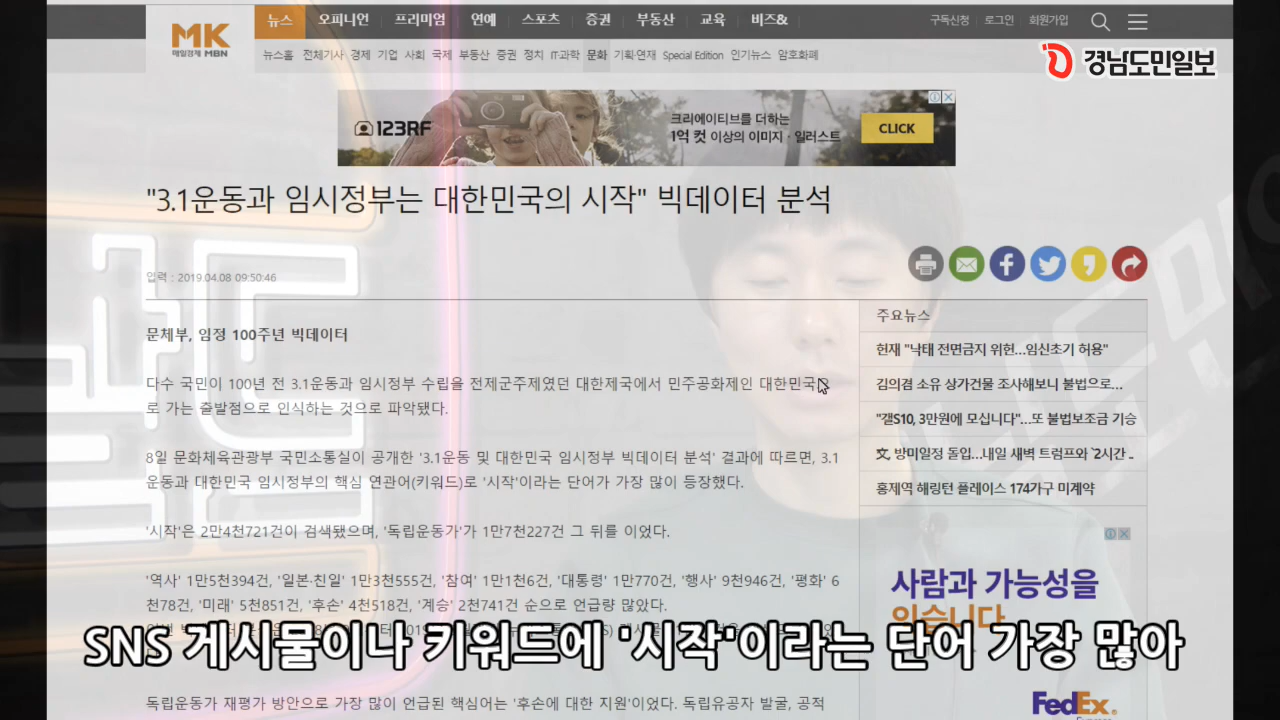 뉴스 오피니언 프리미엄 연예 스포츠 증권 부동산 교육 비즈& 구독신청 로그인 회원가입
MK
매일경제 MBN
뉴스홈 전체기사 경제 기업 사회 국제 부동산 증권 정치 IT·과학 문화 기획·연재 Special Edition 인기뉴스 암호화폐
경남도민일보
123RF
크리에이티브를 더하는
1억 컷 이상의 이미지·일러스트
CLICK
"3.1운동과 임시정부는 대한민국의 시작" 빅데이터 분석
입력 : 2019.04.08 09:50:46
문체부, 임정 100주년 빅데이터
다수 국민이 100년 전 3.1운동과 임시정부 수립을 전제군주제였던 대한제국에서 민주공화제인 대한민국으
로 가는 출발점으로 인식하는 것으로 파악됐다.
8일 문화체육관광부 국민소통실이 공개한 '3.1운동 및 대한민국 임시정부 빅데이터 분석' 결과에 따르면, 3.1
운동과 대한민국 임시정부의 핵심 연관어(키워드)로 '시작'이라는 단어가 가장 많이 등장했다.
'시작'은 2만4천721건이 검색됐으며, '독립운동가'가 1만7천227건 그 뒤를 이었다.
'역사' 1만5천394건, '일본·친일' 1만3천555건, '참여' 1만1천6건, '대통령' 1만770건, '행사' 9천946건, '평화' 6
천78건, '미래' 5천851건, '후손' 4천518건, '계승' 2천741건 순으로 언급량 많았다.
독립운동가 재평가 방안으로 가장 많이 언급된 핵심어는 '후손에 대한 지원'이었다. 독립유공자 발굴, 공적
주요뉴스
헌재 "낙태 전면금지 위헌…임신초기 허용"
김의겸 소유 상가건물 조사해보니 불법으로…
"갤S10, 3만원에 모십니다"…또 불법보조금 기승
文, 방미일정 돌입…내일 새벽 트럼프와 '2시간 ..
홍제역 해링턴 플레이스 174가구 미계약
사람과 가능성을
잇습니다
FedEx
SNS 게시물이나 키워드에 '시작'이라는 단어 가장 많아